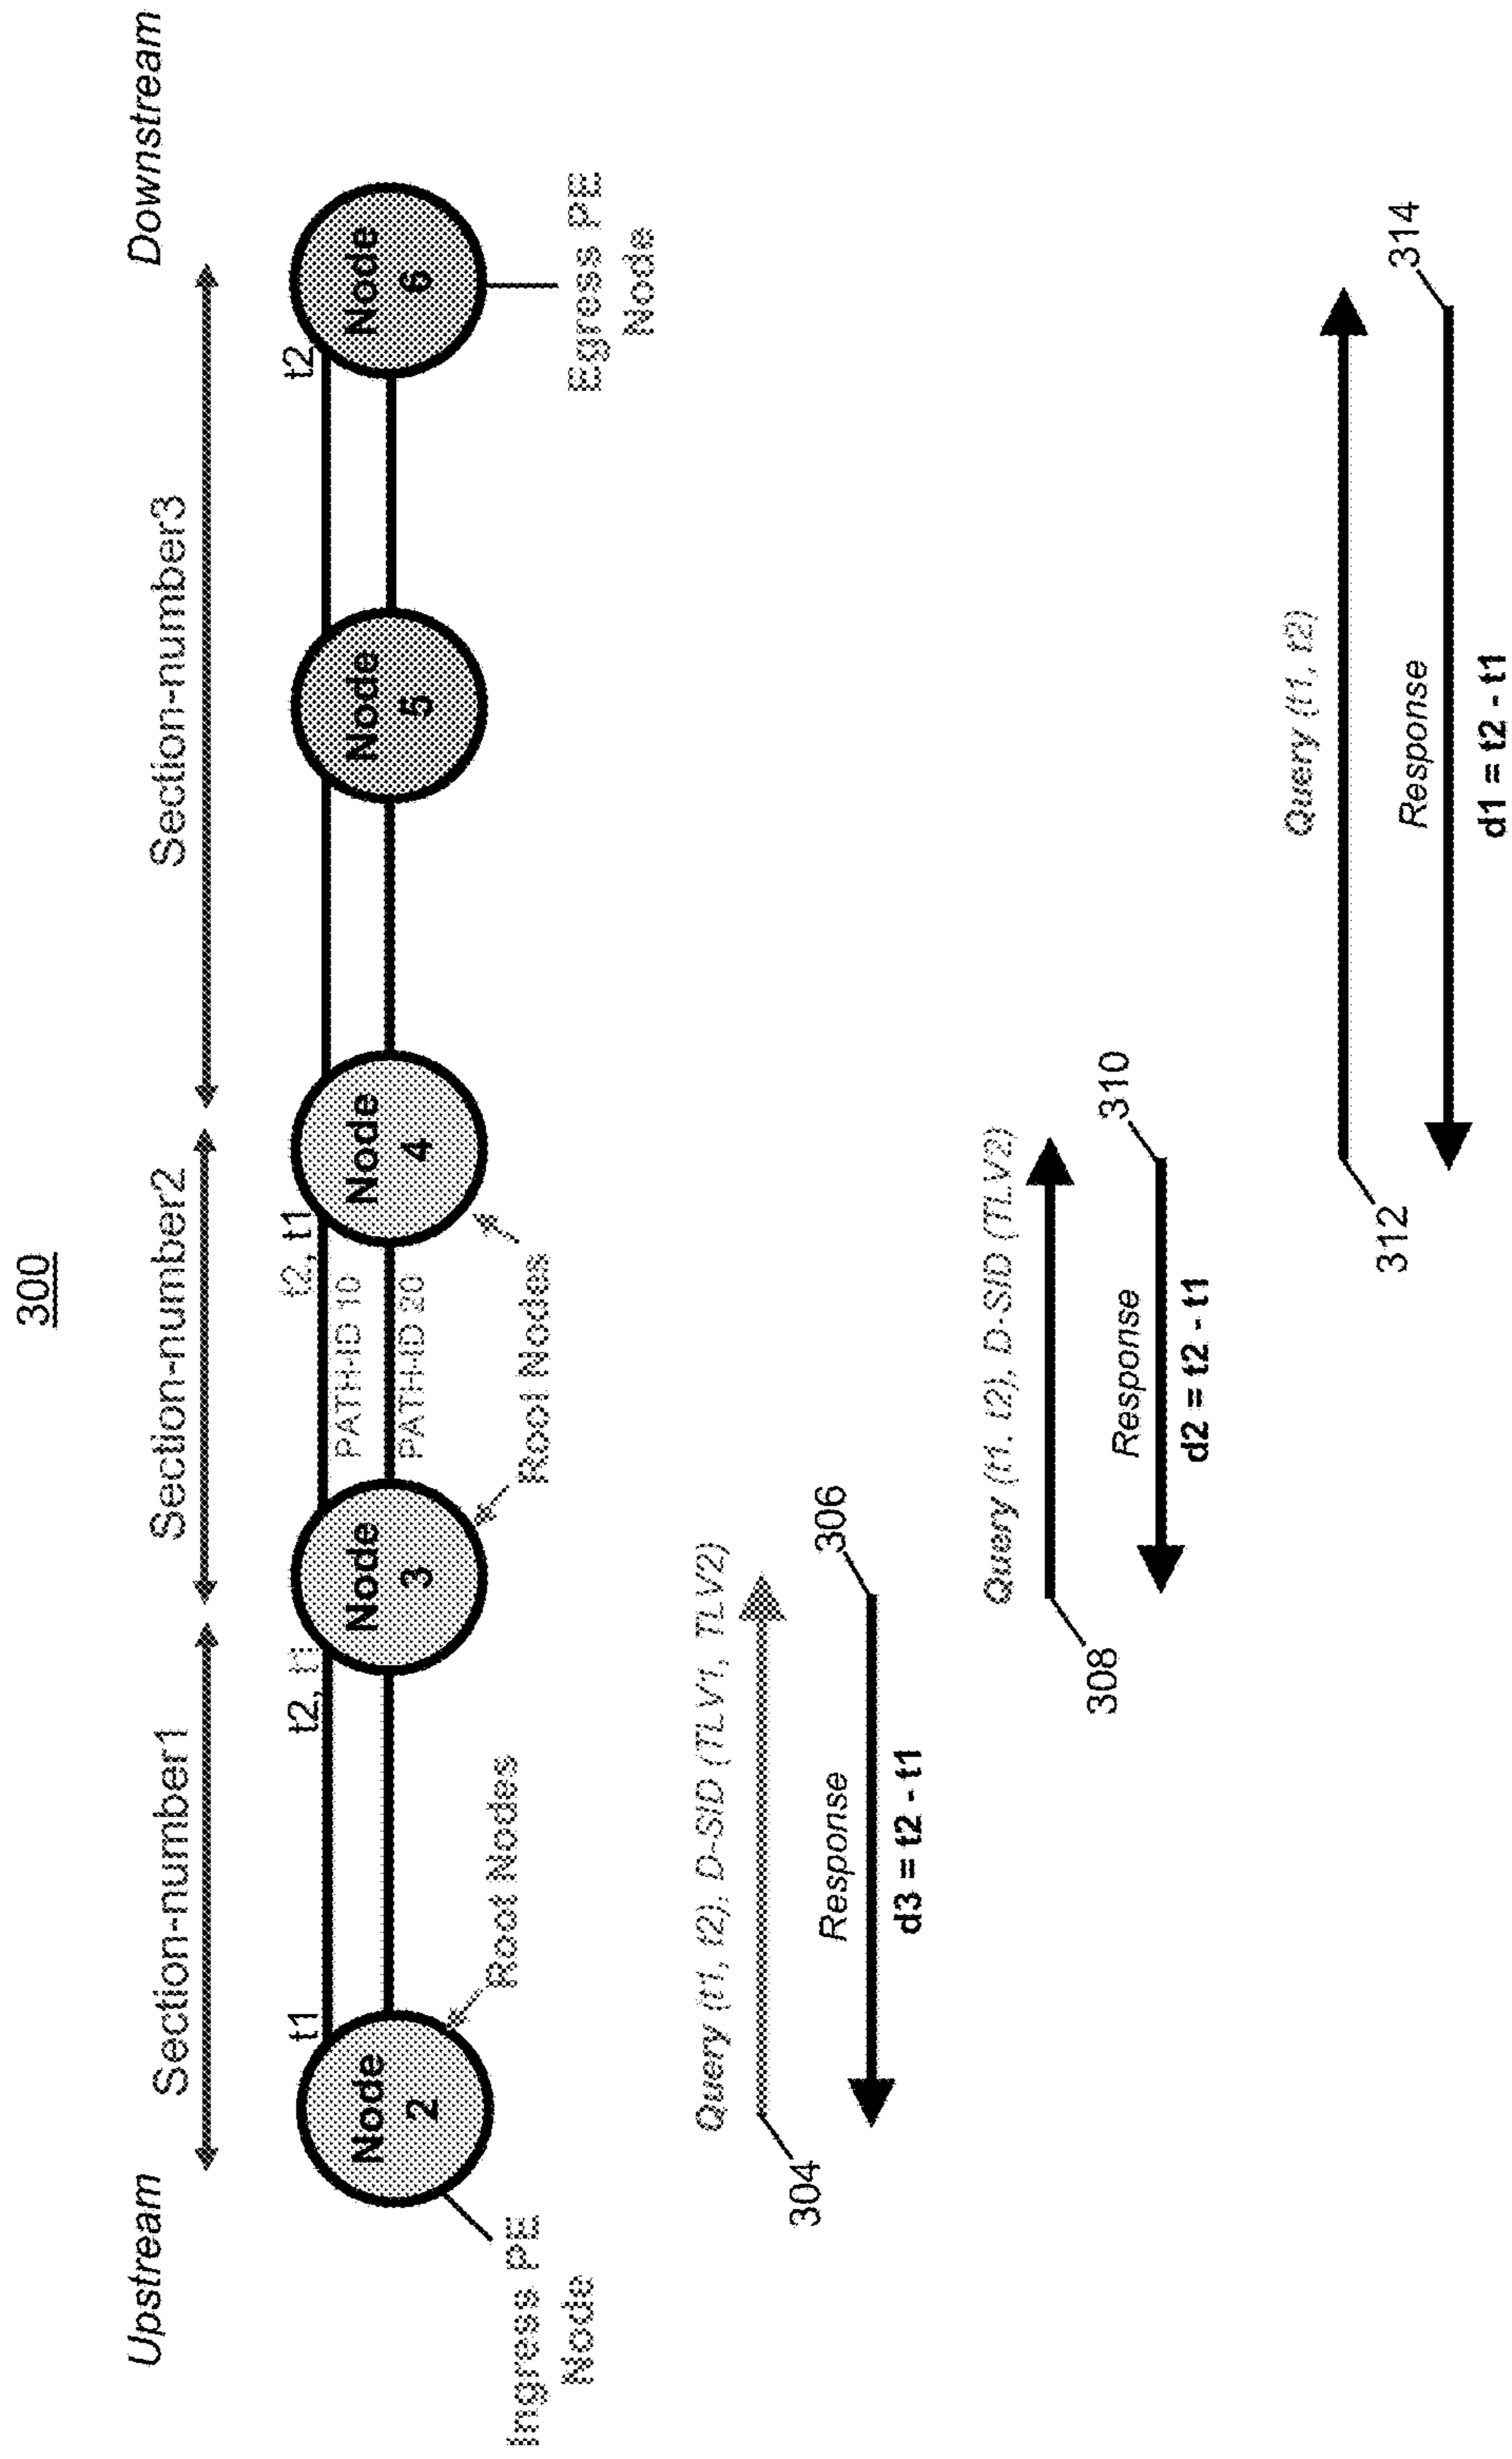 300
Upstream
Section-number1
Section-number2
Section-number3
Downstream
t1
t2, t1
t2, t1
t2
Node
2
Node
3
Node
4
Node
5
Node
6
PATH-ID 10
PATH-ID 20
Ingress PE
Node
Root Nodes
Root Nodes
Egress PE
Node
Query (t1, t2), D-SID (TLV1, TLV2)
304
306
Response
d3 = t2 - t1
Query (t1, t2), D-SID (TLV2)
308
310
Response
d2 = t2 - t1
Query (t1, t2)
312
314
Response
d1 = t2 - t1